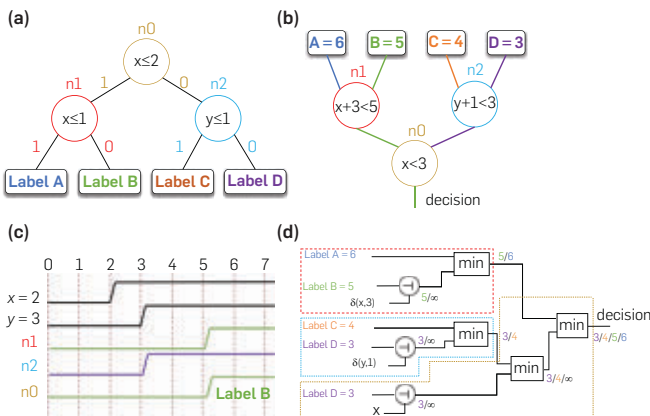 (a)
n0
x≤2
n1
1
0
n2
x≤1
y≤1
1
0
1
0
Label A
Label B
Label C
Label D
(b)
A = 6
B = 5
C = 4
D = 3
n1
n2
x+3<5
y+1<3
n0
x<3
decision
(c)
0 1 2 3 4 5 6 7
x = 2
y = 3
n1
n2
n0
Label B
(d)
Label A = 6
min
5/6
Label B = 5
5/∞
δ(x,3)
Label C = 4
min
3/4
Label D = 3
3/∞
δ(y,1)
min
decision
3/4/5/6
min
3/4/∞
Label D = 3
3/∞
X